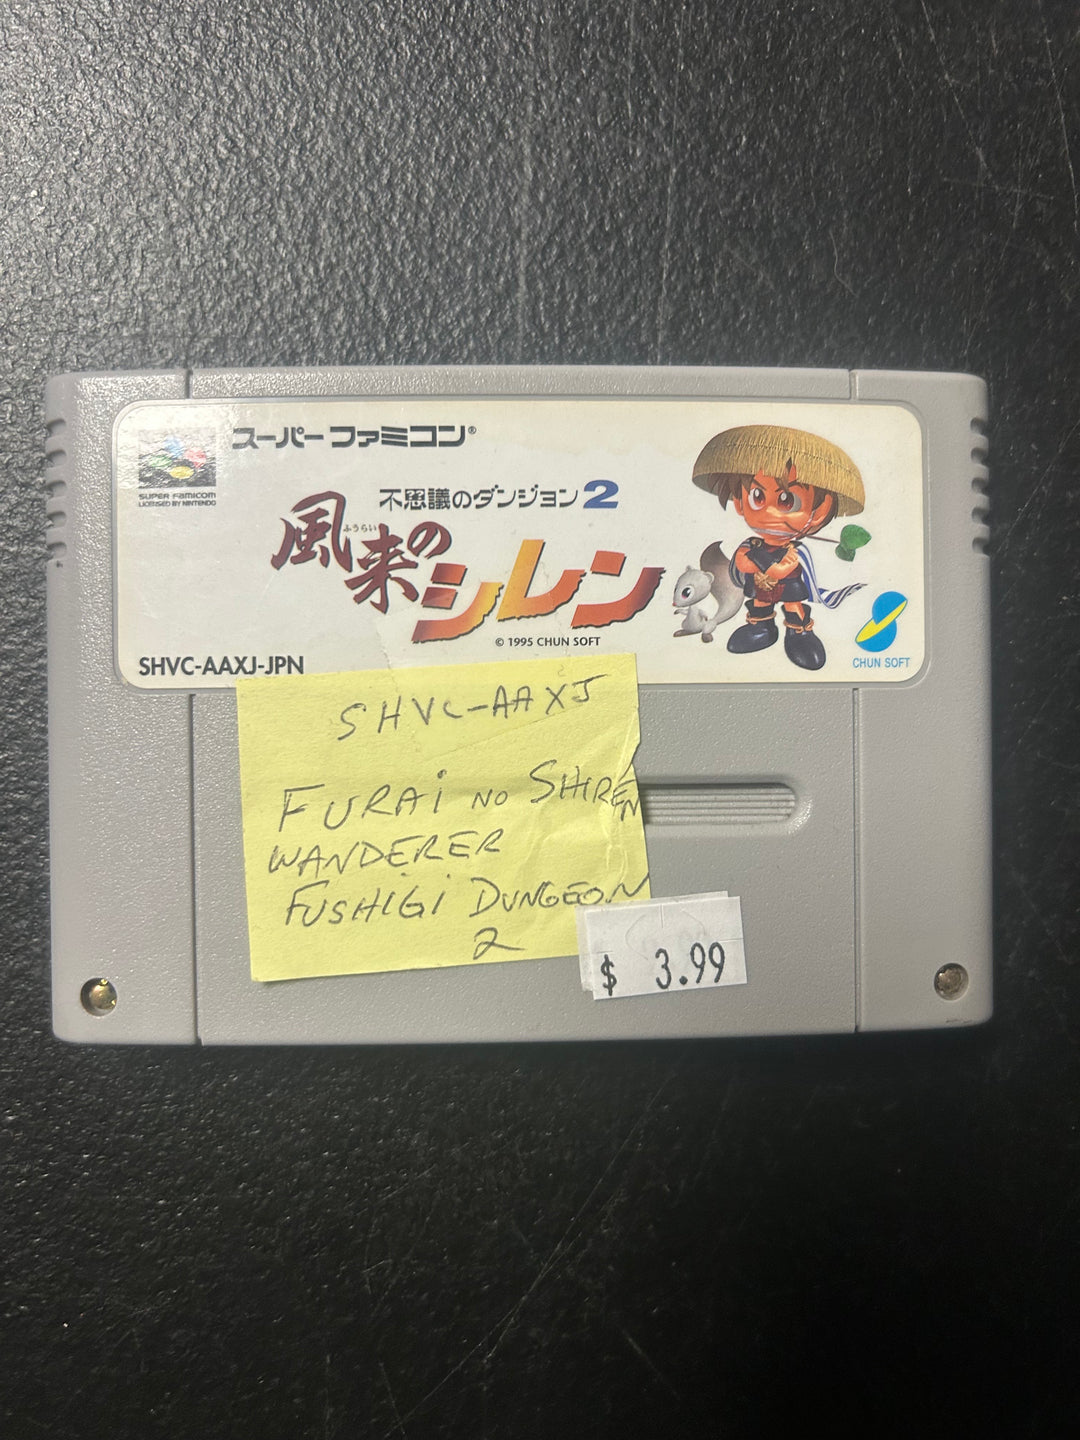 スーパーファミコン®
SUPER FAMICOM
LICENSED BY NINTENDO
不思議のダンジョン2
ふうらい
風来の
シレン
© 1995 CHUN SOFT
CHUN SOFT
SHVC-AAXJ-JPN
SHVC-AAXJ
FURAi NO SHIREN
WANDERER
FUSHIGi DUNGEON
2
$ 3.99